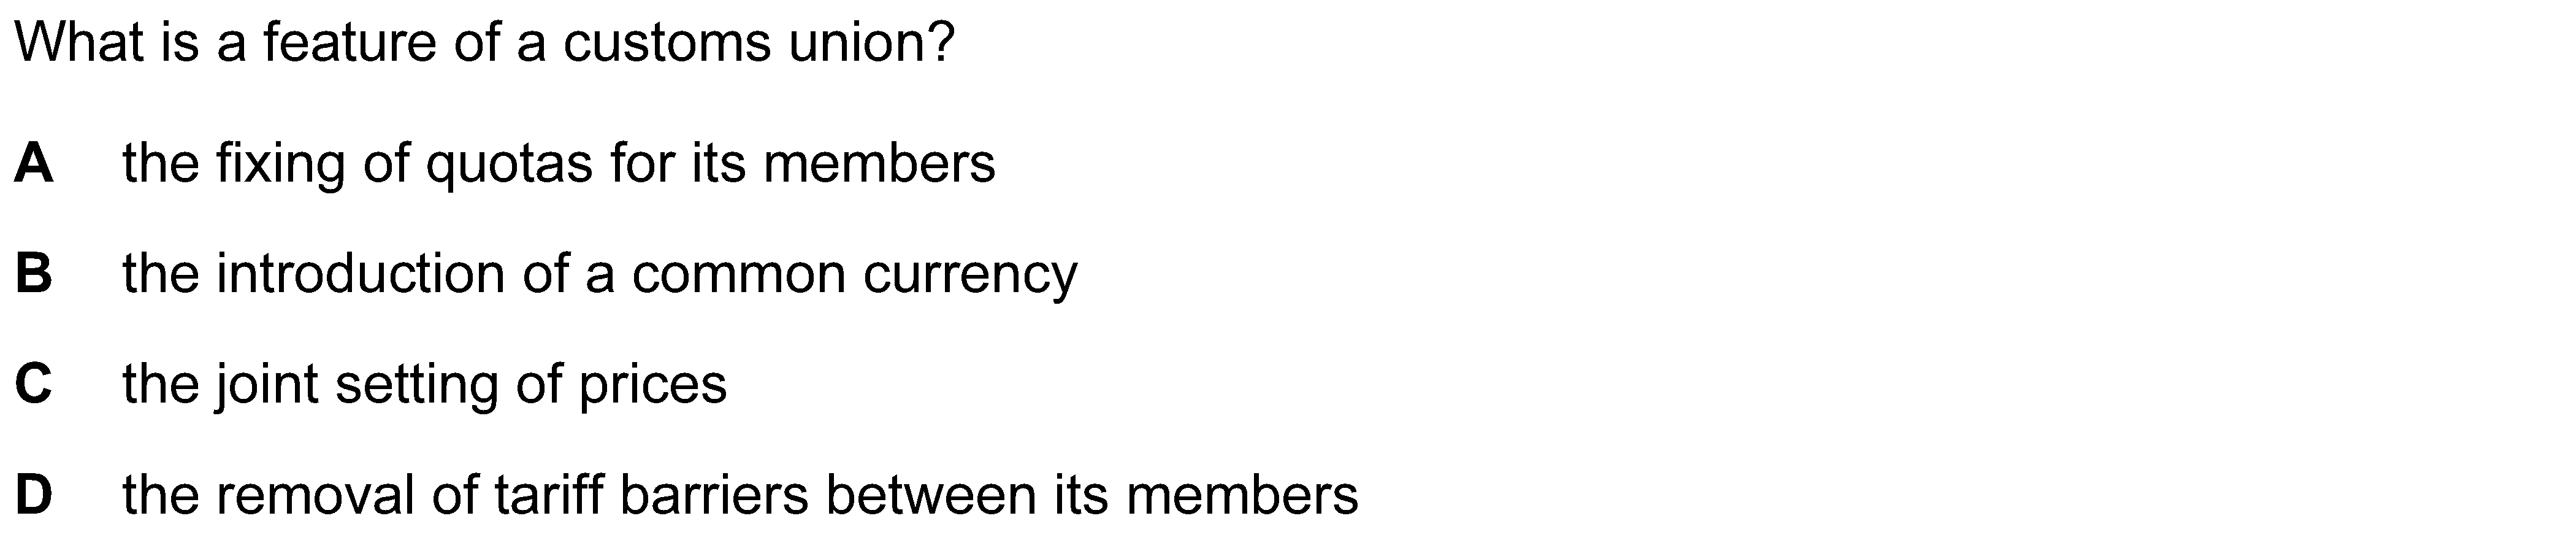 What is a feature of a customs union?
A the fixing of quotas for its members
B the introduction of a common currency
C the joint setting of prices
D the removal of tariff barriers between its members